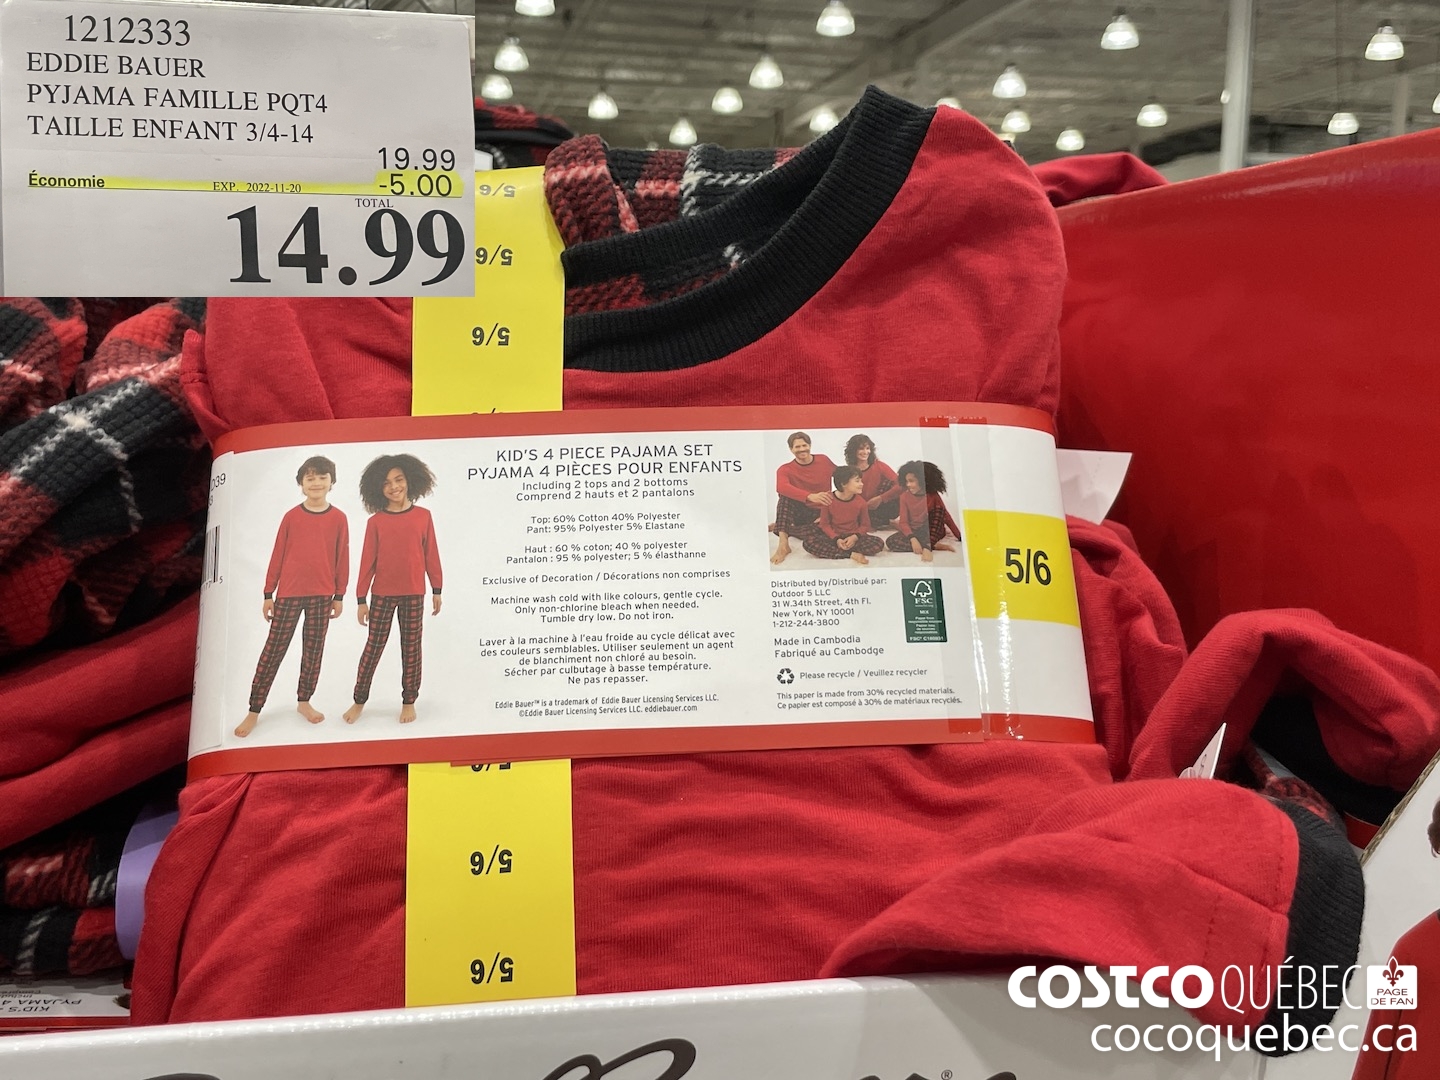 1212333
EDDIE BAUER
PYJAMA FAMILLE PQT4
TAILLE ENFANT 3/4-14
19.99
Économie EXP. 2022-11-20 -5.00
TOTAL
14.99
5/6
5/6
5/6
KID'S 4 PIECE PAJAMA SET
PYJAMA 4 PIÈCES POUR ENFANTS
Including 2 tops and 2 bottoms
Comprend 2 hauts et 2 pantalons
Top: 60% Cotton 40% Polyester
Pant: 95% Polyester 5% Elastane
Haut : 60 % coton; 40 % polyester
Pantalon : 95 % polyester; 5 % élasthanne
Exclusive of Decoration / Décorations non comprises
Machine wash cold with like colours, gentle cycle.
Only non-chlorine bleach when needed.
Tumble dry low. Do not iron.
Laver à la machine à l'eau froide au cycle délicat avec
des couleurs semblables. Utiliser seulement un agent
de blanchiment non chloré au besoin.
Sécher par culbutage à basse température.
Ne pas repasser.
Eddie Bauer™ is a trademark of Eddie Bauer Licensing Services LLC.
©Eddie Bauer Licensing Services LLC. eddiebauer.com
Distributed by/Distribué par:
Outdoor 5 LLC
31 W.34th Street, 4th Fl.
New York, NY 10001
1-212-244-3800
Made in Cambodia
Fabriqué au Cambodge
FSC
Please recycle / Veuillez recycler
This paper is made from 30% recycled materials.
Ce papier est composé à 30% de matériaux recyclés.
5/6
5/6
5/6
5/6
KID'S
PYJAMA 4
COSTCO QUÉBEC
PAGE
DE FAN
cocoquebec.ca